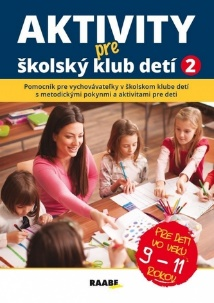 AKTIVITY
pre
školský klub detí 2
Pomocník pre vychovávateľky v školskom klube detí
s metodickými pokynmi a aktivitami pre deti
PRE DETI
VO VEKU
9 – 11
ROKOV
RAABE